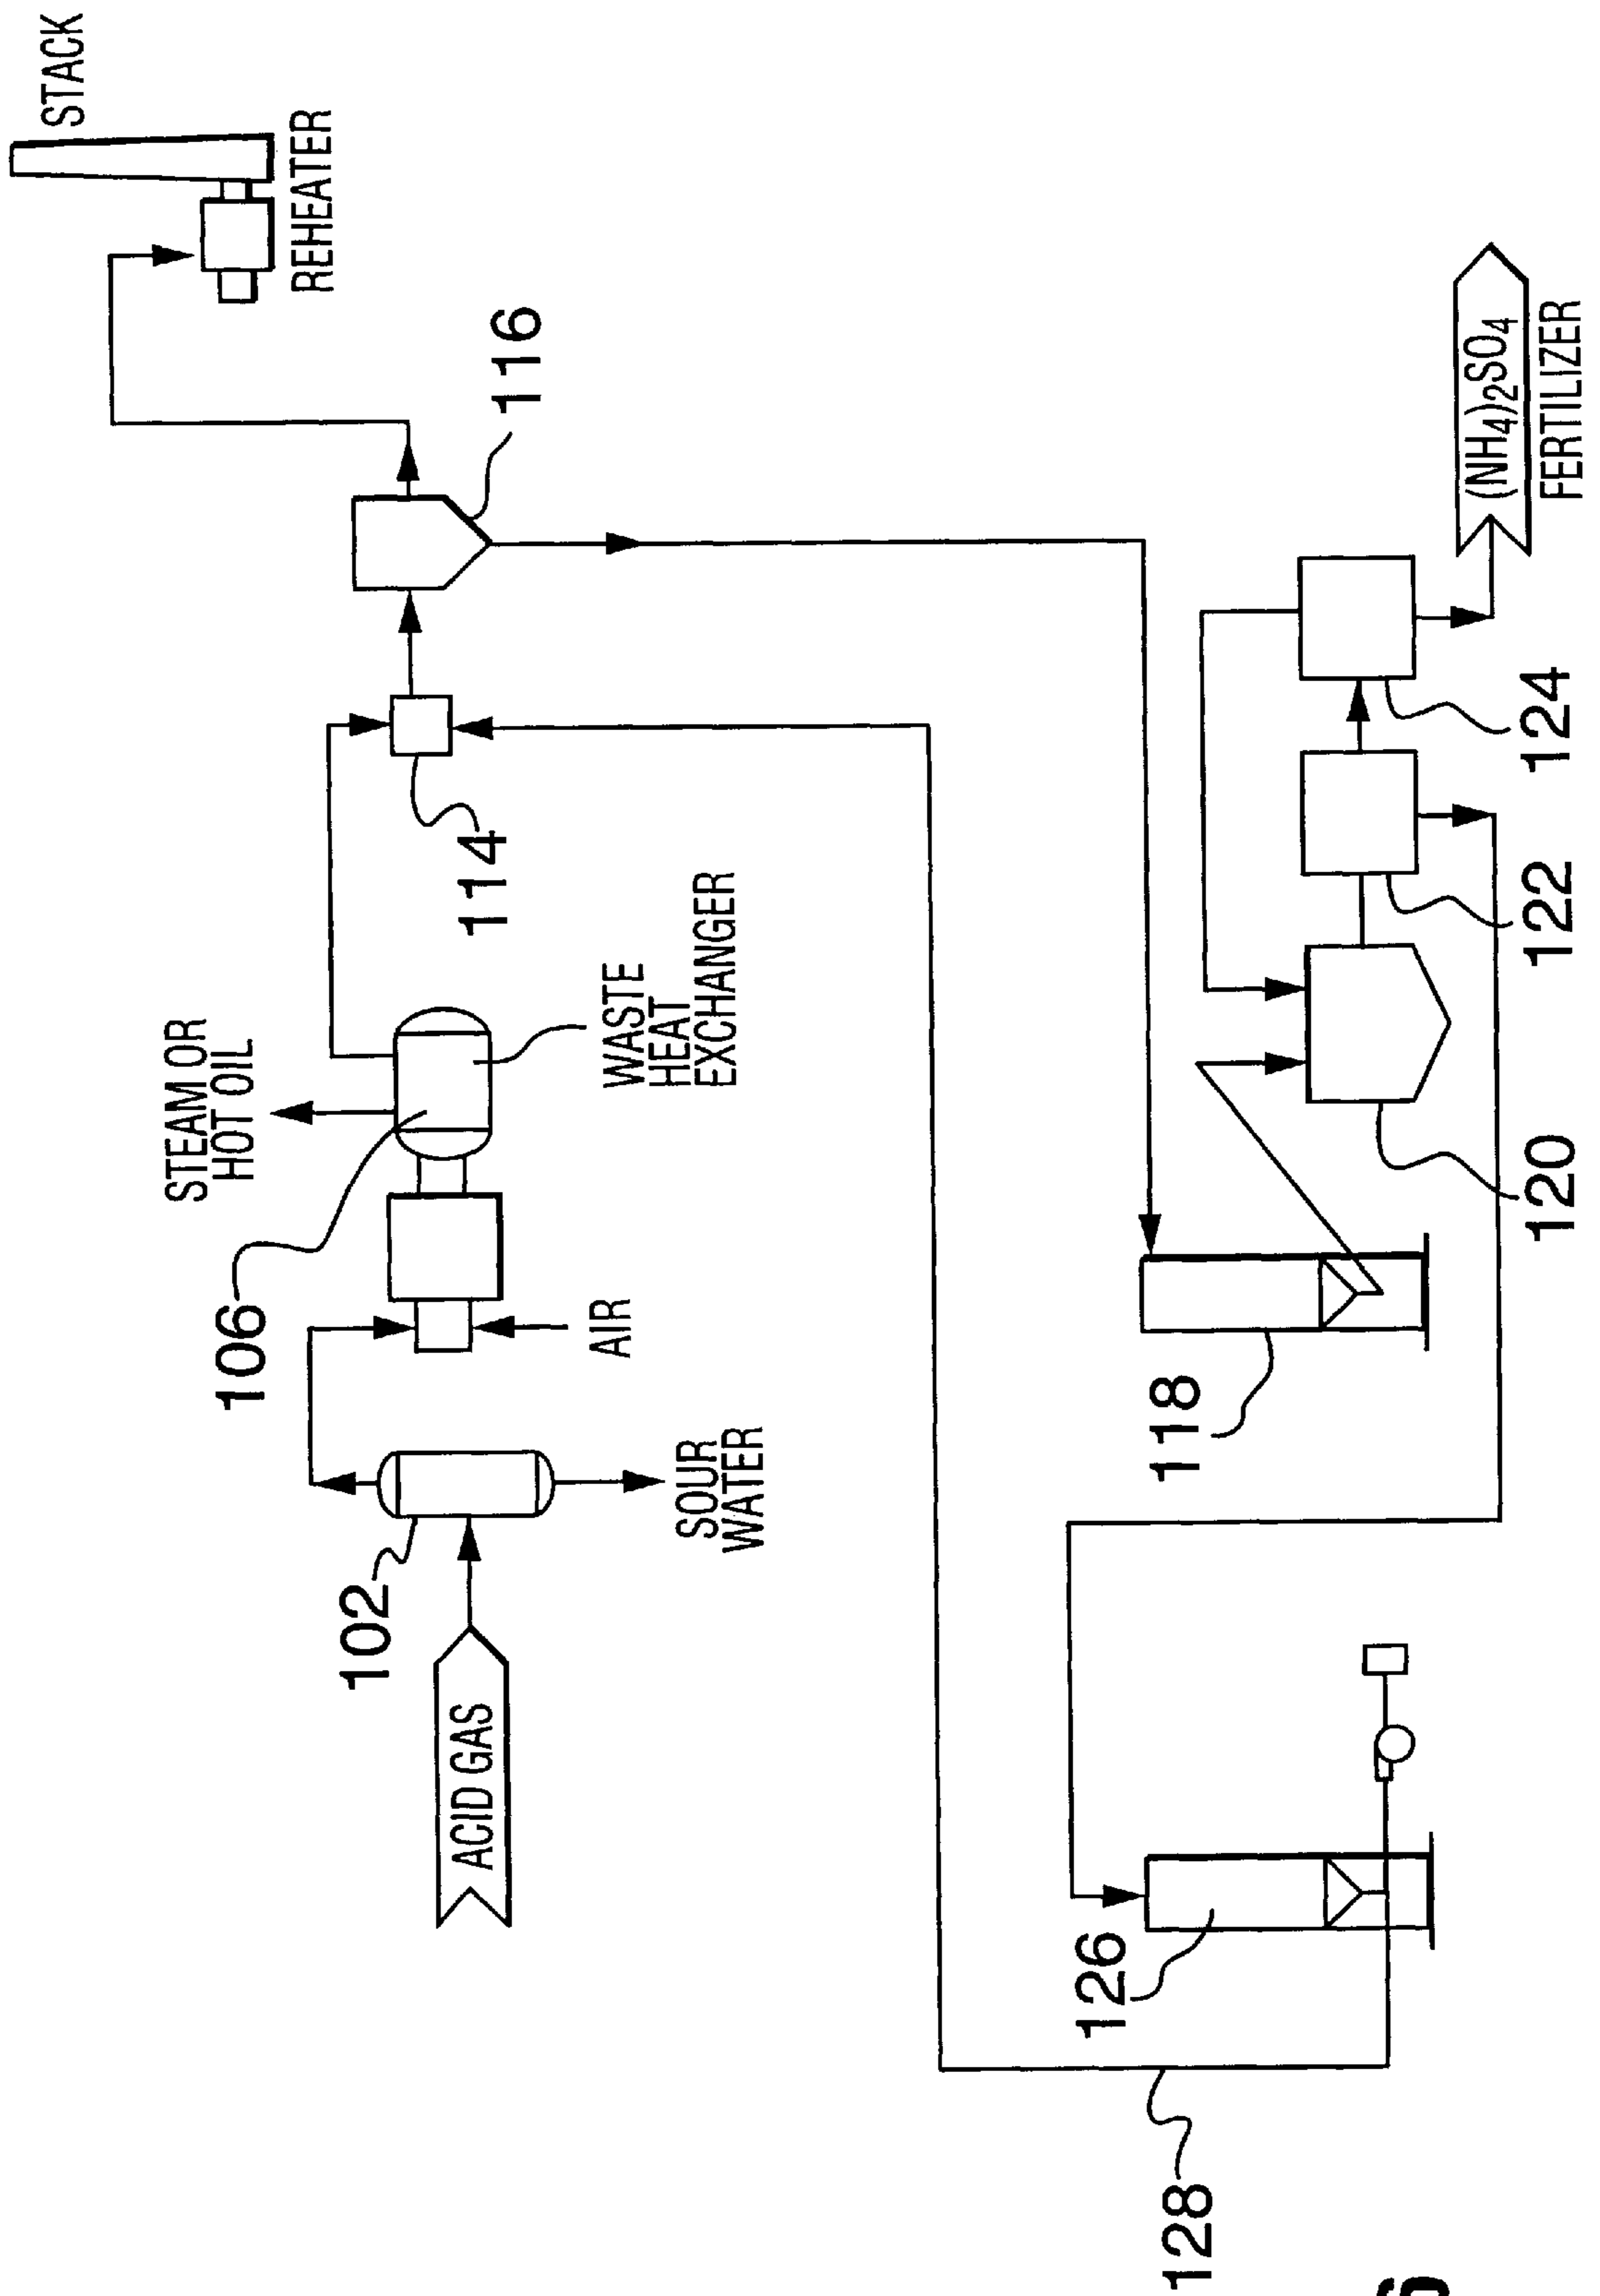 STACK
REHEATER
116
STEAM OR
HOT OIL
114
WASTE
HEAT
EXCHANGER
106
AIR
102
SOUR
WATER
ACID GAS
(NH4)2SO4
FERTILIZER
124
122
120
118
126
128
6